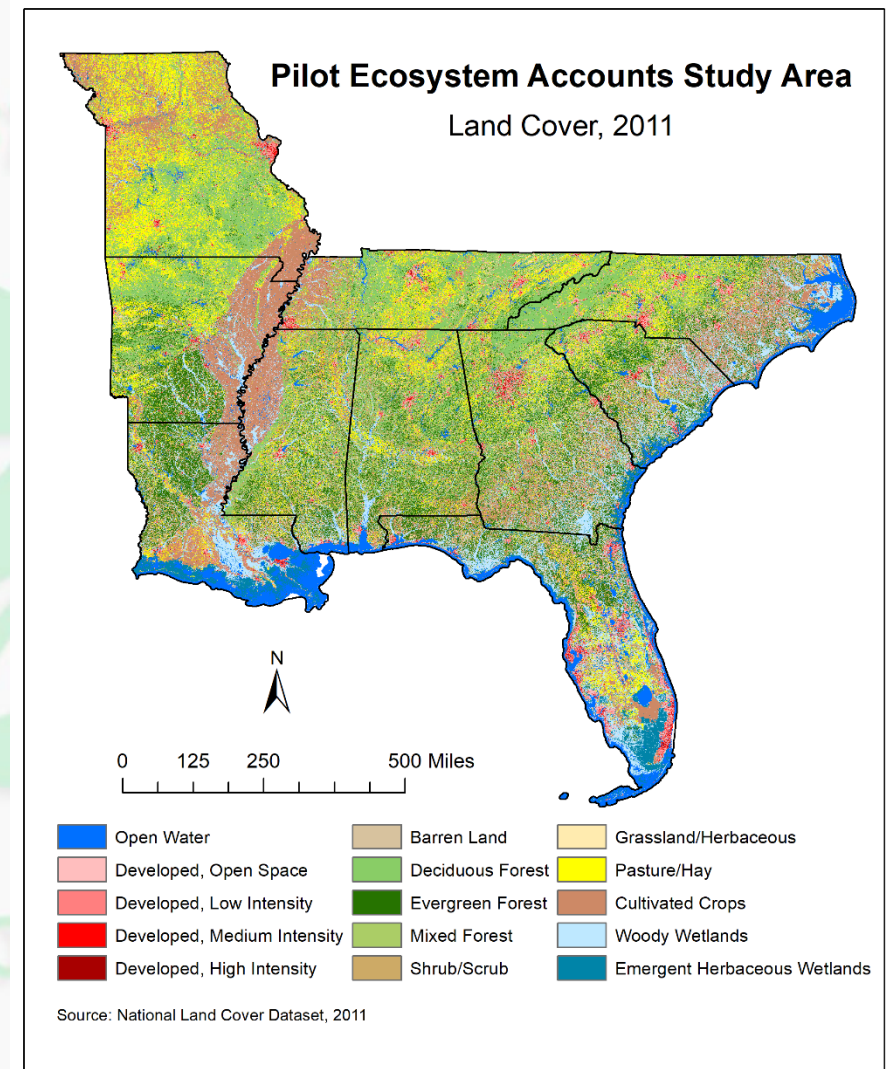 Pilot Ecosystem Accounts Study Area
Land Cover, 2011
N
0 125 250 500 Miles
Open Water
Developed, Open Space
Developed, Low Intensity
Developed, Medium Intensity
Developed, High Intensity
Barren Land
Deciduous Forest
Evergreen Forest
Mixed Forest
Shrub/Scrub
Grassland/Herbaceous
Pasture/Hay
Cultivated Crops
Woody Wetlands
Emergent Herbaceous Wetlands
Source: National Land Cover Dataset, 2011